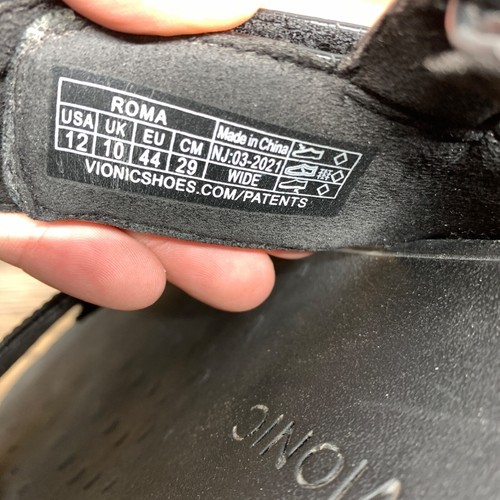 ROMA
USA UK EU CM Made in China
12 10 44 29 NJ:03-2021
WIDE
VIONICSHOES.COM/PATENTS
VIONIC